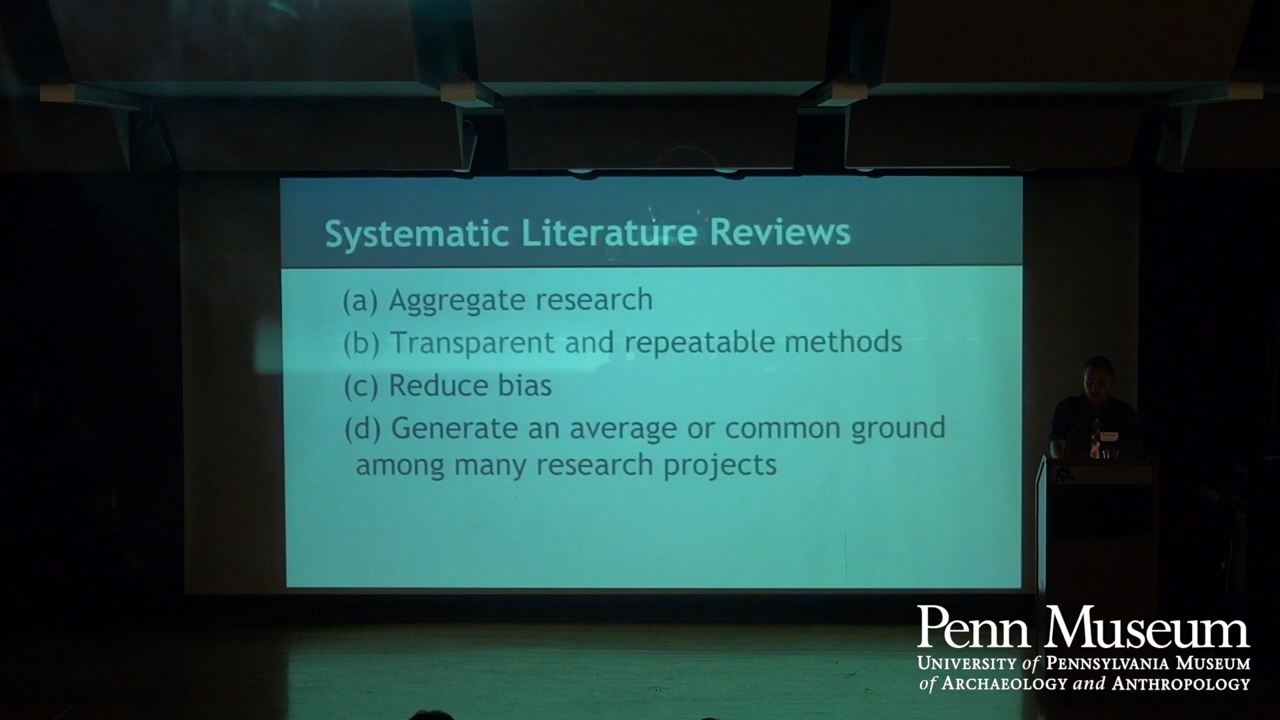 Systematic Literature Reviews
(a) Aggregate research
(b) Transparent and repeatable methods
(c) Reduce bias
(d) Generate an average or common ground
among many research projects
Penn Museum
UNIVERSITY of PENNSYLVANIA MUSEUM
of ARCHAEOLOGY and ANTHROPOLOGY